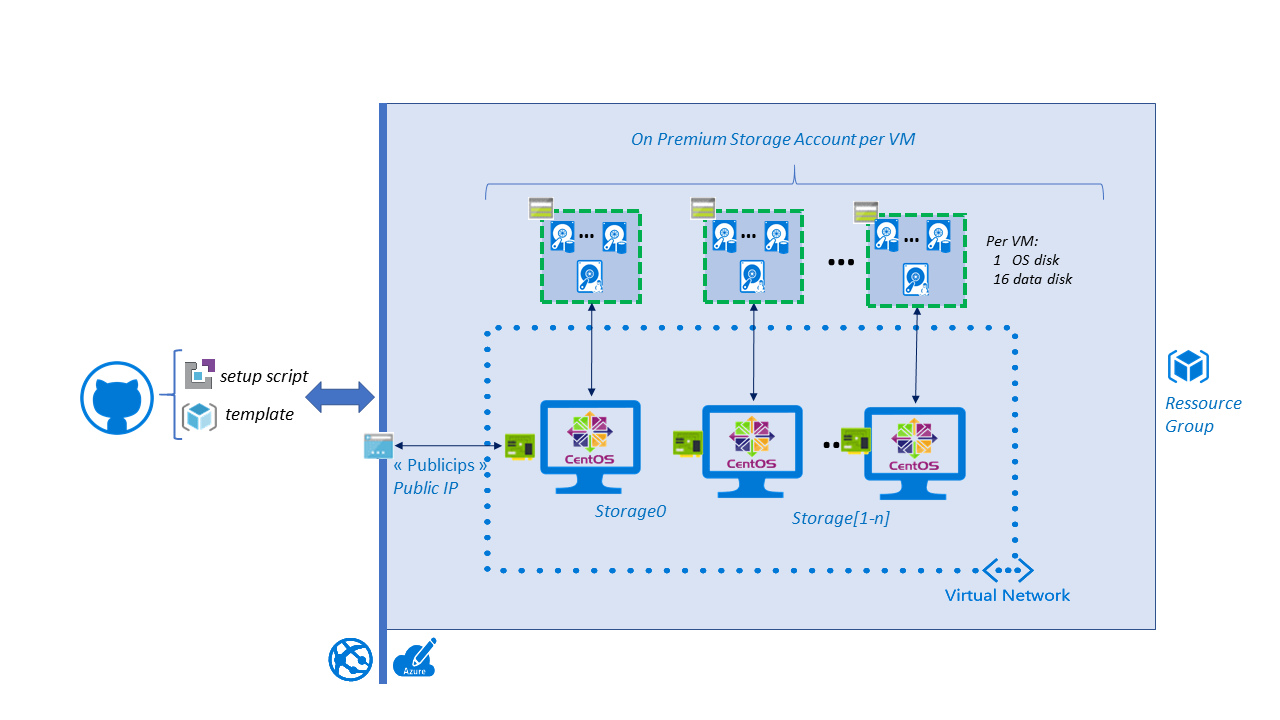 On Premium Storage Account per VM
Per VM:
1 OS disk
16 data disk
setup script
template
« Publicips »
Public IP
CentOS
CentOS
CentOS
...
Storage0
Storage[1-n]
Virtual Network
Ressource
Group
Azure